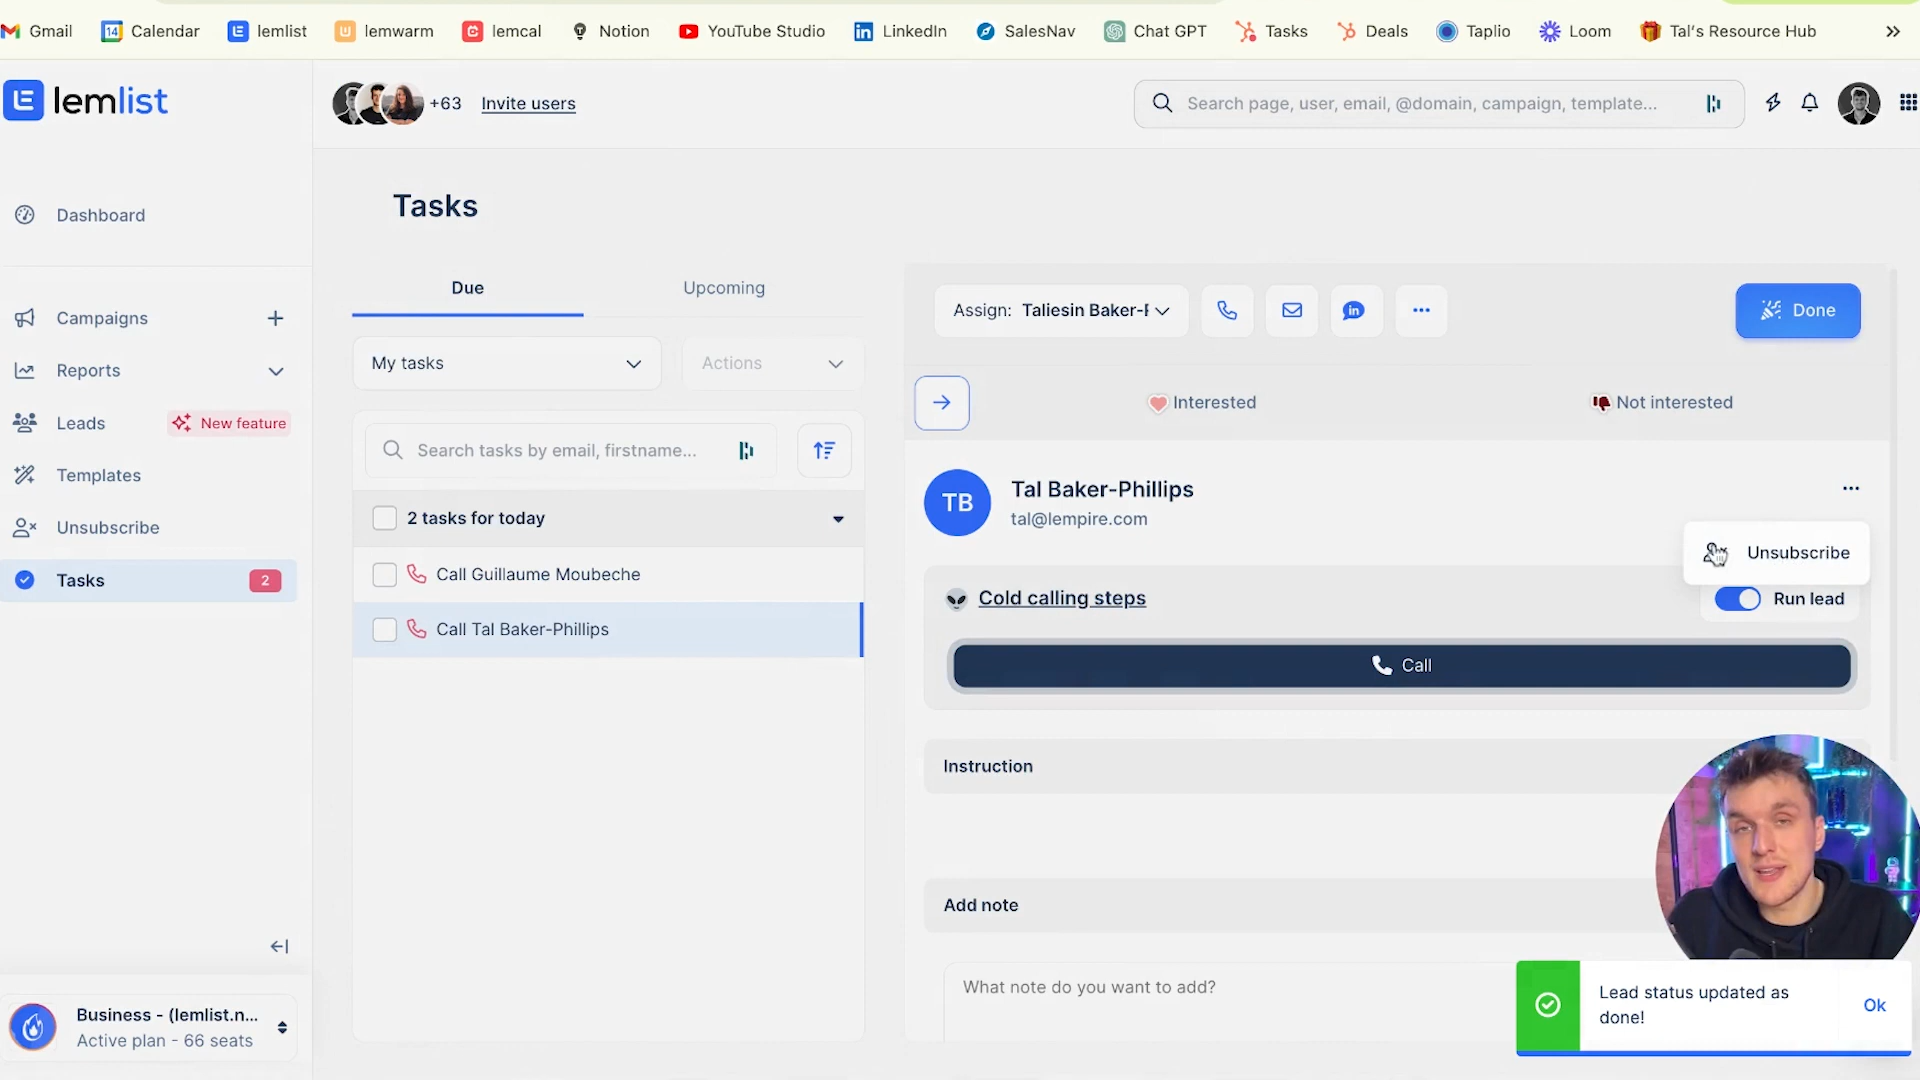 Gmail
14 Calendar
lemlist
lemwarm
lemcal
Notion
YouTube Studio
LinkedIn
SalesNav
Chat GPT
Tasks
Deals
Taplio
Loom
Tal's Resource Hub
lemlist
+63
Invite users
Search page, user, email, @domain, campaign, template...
Dashboard
Campaigns
Reports
Leads
New feature
Templates
Unsubscribe
Tasks
2
Business - (lemlist.n...
Active plan - 66 seats
Tasks
Due
Upcoming
My tasks
Actions
Search tasks by email, firstname...
2 tasks for today
Call Guillaume Moubeche
Call Tal Baker-Phillips
Assign: Taliesin Baker-P
Done
Interested
Not interested
TB
Tal Baker-Phillips
tal@lempire.com
Unsubscribe
Cold calling steps
Run lead
Call
Instruction
Add note
What note do you want to add?
Lead status updated as
done!
Ok